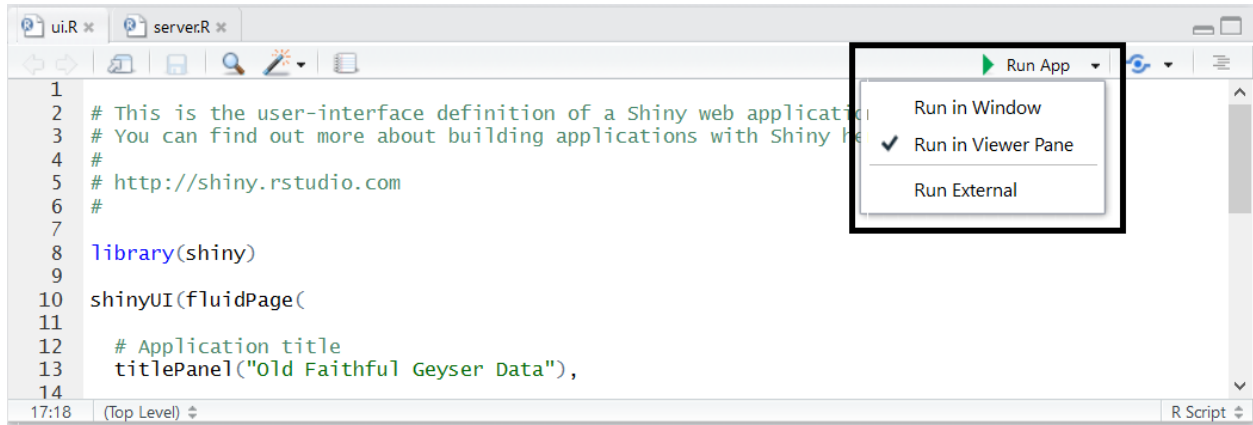 ui.R server.R
Run App
Run in Window
Run in Viewer Pane
Run External
1
2 # This is the user-interface definition of a Shiny web applicatio
3 # You can find out more about building applications with Shiny he
4 #
5 # http://shiny.rstudio.com
6 #
7
8 library(shiny)
9
10 shinyUI(fluidPage(
11
12 # Application title
13 titlePanel("Old Faithful Geyser Data"),
14
17:18 (Top Level) R Script